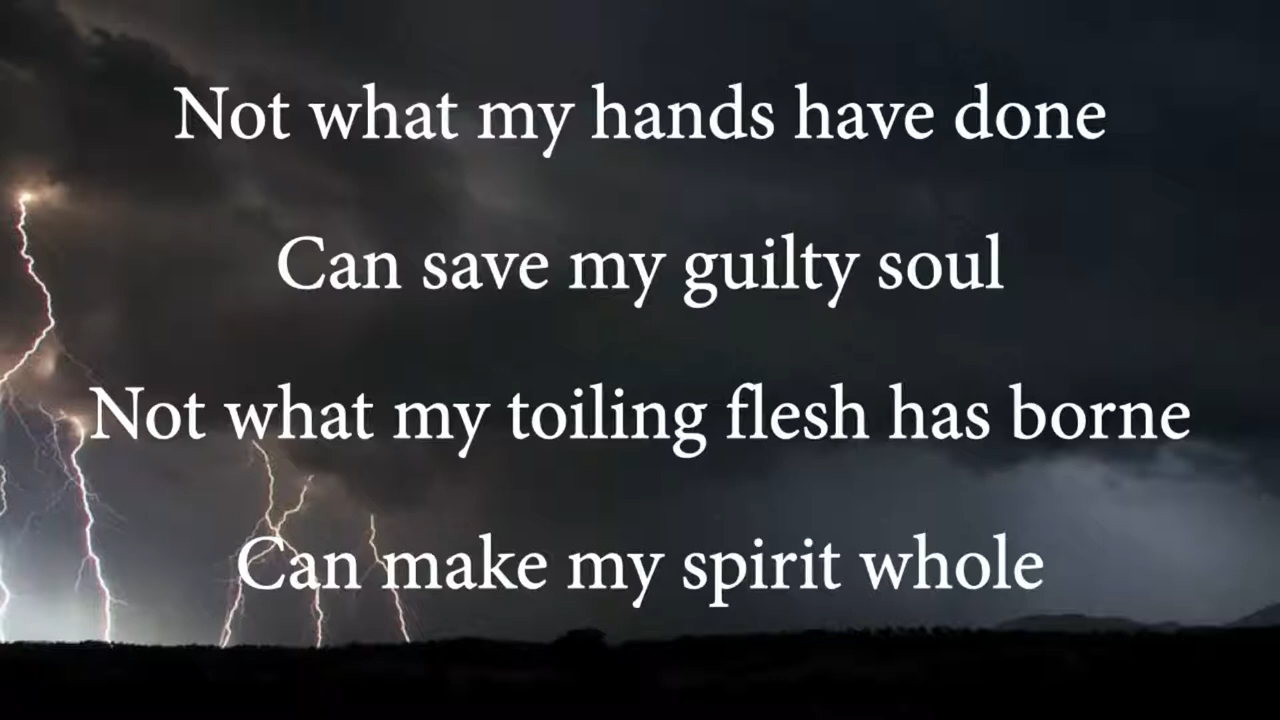 Not what my hands have done
Can save my guilty soul
Not what my toiling flesh has borne
Can make my spirit whole